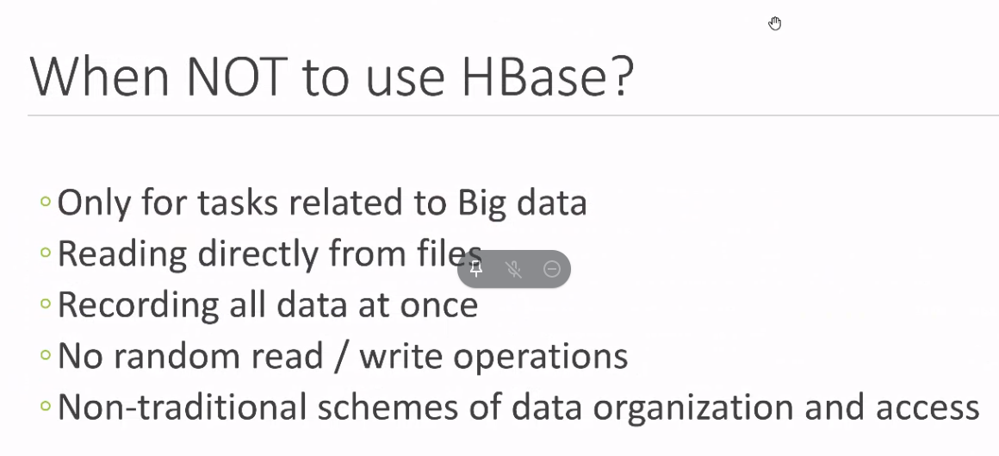 When NOT to use HBase?
Only for tasks related to Big data
Reading directly from files
Recording all data at once
No random read / write operations
Non-traditional schemes of data organization and access